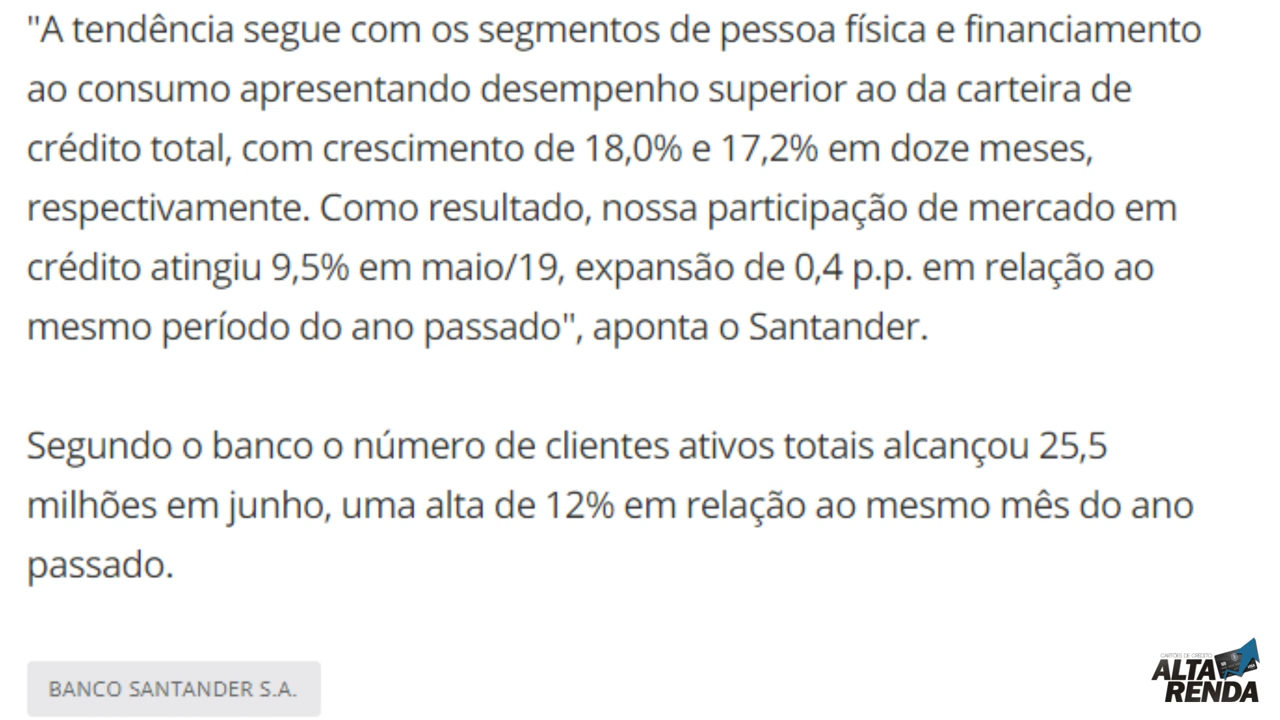 "A tendência segue com os segmentos de pessoa física e financiamento
ao consumo apresentando desempenho superior ao da carteira de
crédito total, com crescimento de 18,0% e 17,2% em doze meses,
respectivamente. Como resultado, nossa participação de mercado em
crédito atingiu 9,5% em maio/19, expansão de 0,4 p.p. em relação ao
mesmo período do ano passado", aponta o Santander.
Segundo o banco o número de clientes ativos totais alcançou 25,5
milhões em junho, uma alta de 12% em relação ao mesmo mês do ano
passado.
BANCO SANTANDER S.A.
CARTÕES DE CRÉDITO
ALTA
RENDA